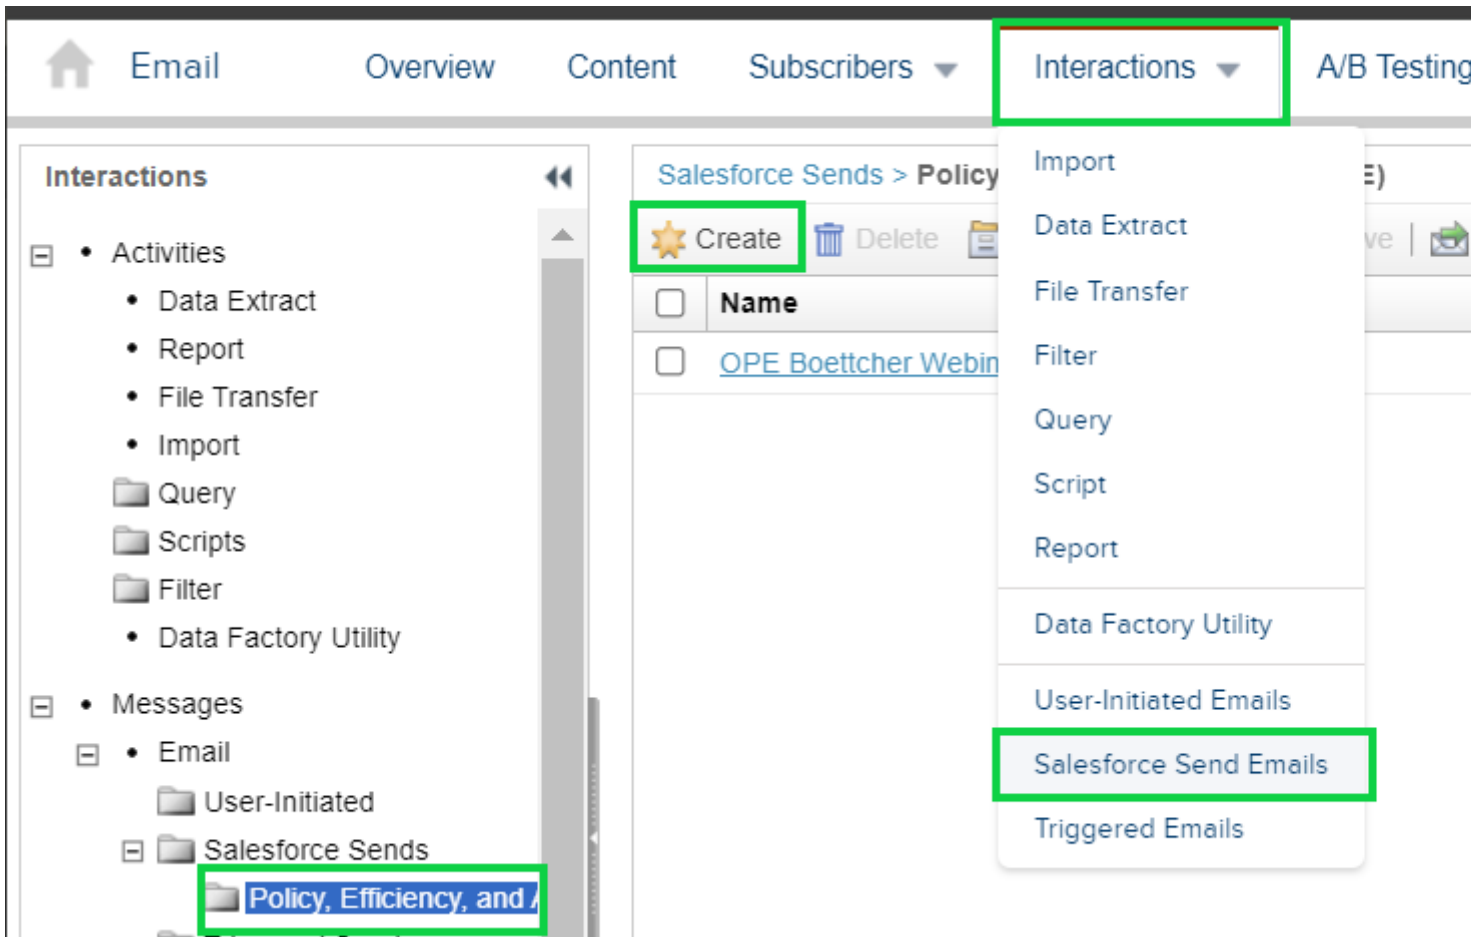 Email Overview Content Subscribers Interactions A/B Testing
Interactions
Activities
Data Extract
Report
File Transfer
Import
Query
Scripts
Filter
Data Factory Utility
Messages
Email
User-Initiated
Salesforce Sends
Policy, Efficiency, and
Salesforce Sends > Policy E)
Create Delete ve
Name
OPE Boettcher Webin
Import
Data Extract
File Transfer
Filter
Query
Script
Report
Data Factory Utility
User-Initiated Emails
Salesforce Send Emails
Triggered Emails